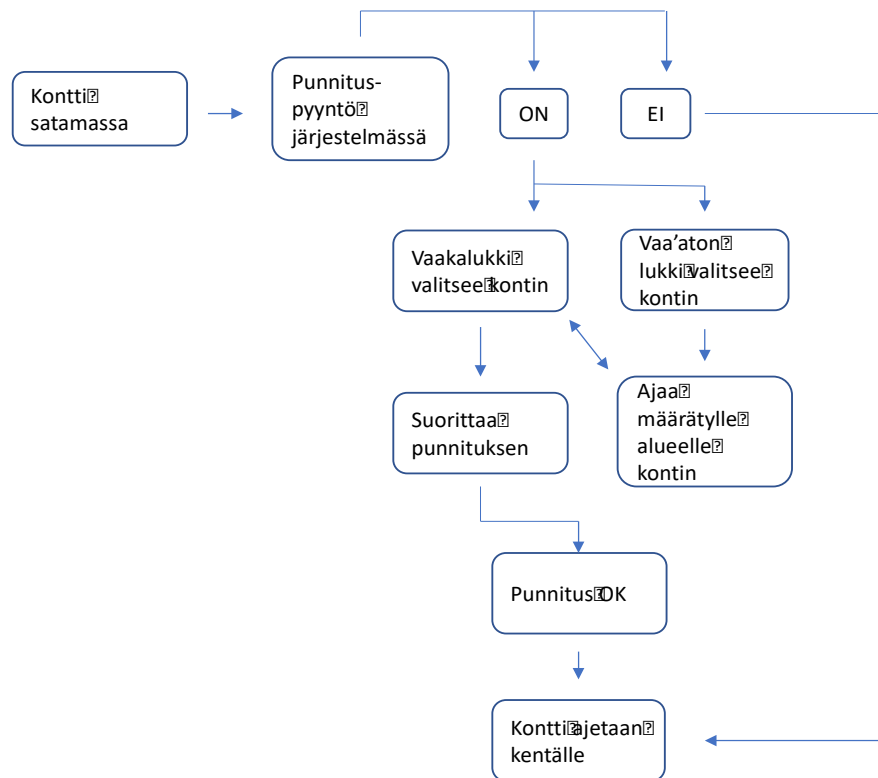 Kontti
satamassa
Punnitus-
pyyntö
järjestelmässä
ON
EI
Vaakalukki
valitsee kontin
Vaa’aton
lukki valitsee
kontin
Suorittaa
punnituksen
Ajaa
määrätylle
alueelle
kontin
Punnitus OK
Kontti ajetaan
kentälle